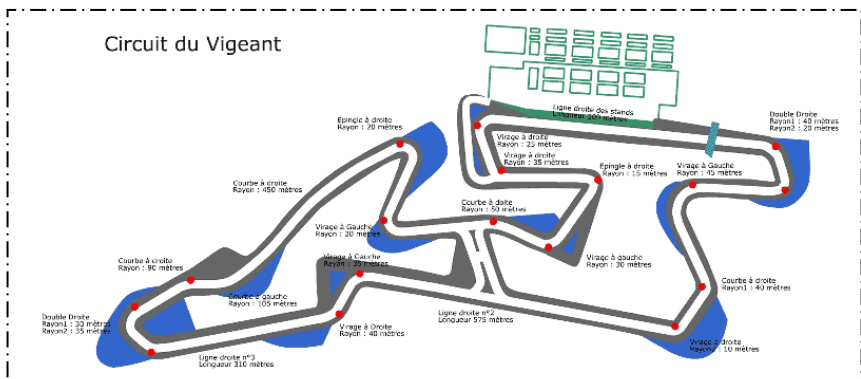 Circuit du Vigeant
Ligne droite des stands
Longueur 300 mètres
Epingle à droite
Rayon : 20 mètres
Double Droite
Rayon1 : 40 mètres
Rayon2 : 20 mètres
Virage à droite
Rayon : 25 mètres
Virage à droite
Rayon : 35 mètres
Epingle à droite
Rayon : 15 mètres
Virage à Gauche
Rayon : 45 mètres
Courbe à droite
Rayon : 450 mètres
Courbe à doite
Rayon : 50 mètres
Virage à Gauche
Rayon : 20 mètres
Virage à gauche
Rayon : 30 mètres
Virage à Gauche
Rayon : 35 mètres
Courbe à droite
Rayon : 90 mètres
Courbe à droite
Rayon1 : 40 mètres
Courbe à gauche
Rayon : 105 mètres
Double Droite
Rayon1 : 30 mètres
Rayon2 : 35 mètres
Ligne droite n°2
Longueur 575 mètres
Virage à Droite
Rayon : 40 mètres
Virage à droite
Rayon2 : 10 mètres
Ligne droite n°3
Longueur 310 mètres